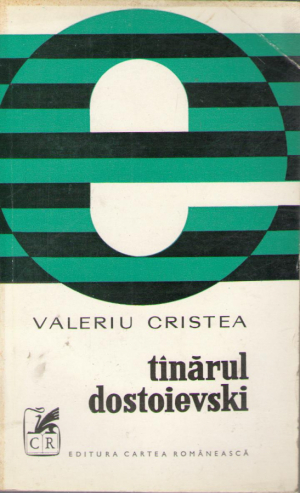 e
VALERIU CRISTEA
tînărul
dostoievski
CR
EDITURA CARTEA ROMÂNEASCĂ